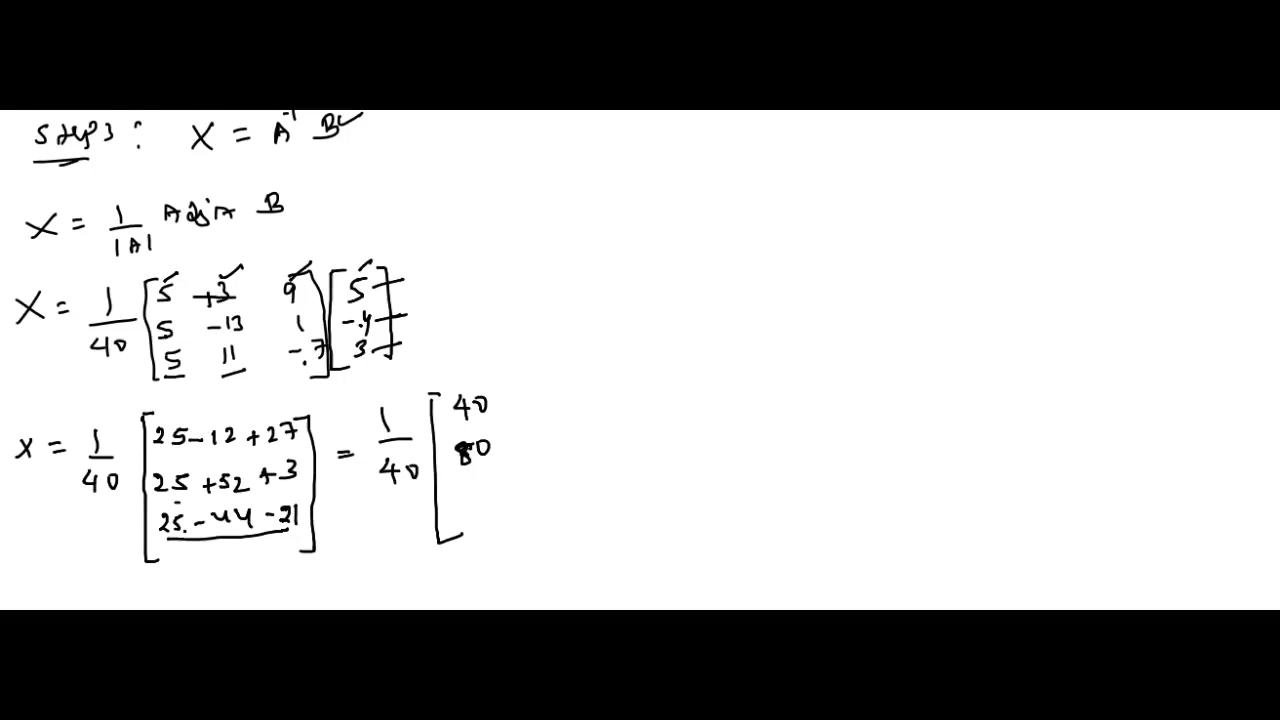 Step 3 : X = A⁻¹ B
X = 1/|A| Adj A B
X = 1/40 [5 +3 9; 5 -13 1; 5 11 -7] [5; -4; 3]
X = 1/40 [25 - 12 + 27; 25 + 52 + 3; 25 - 44 - 21] = 1/40 [40; 80